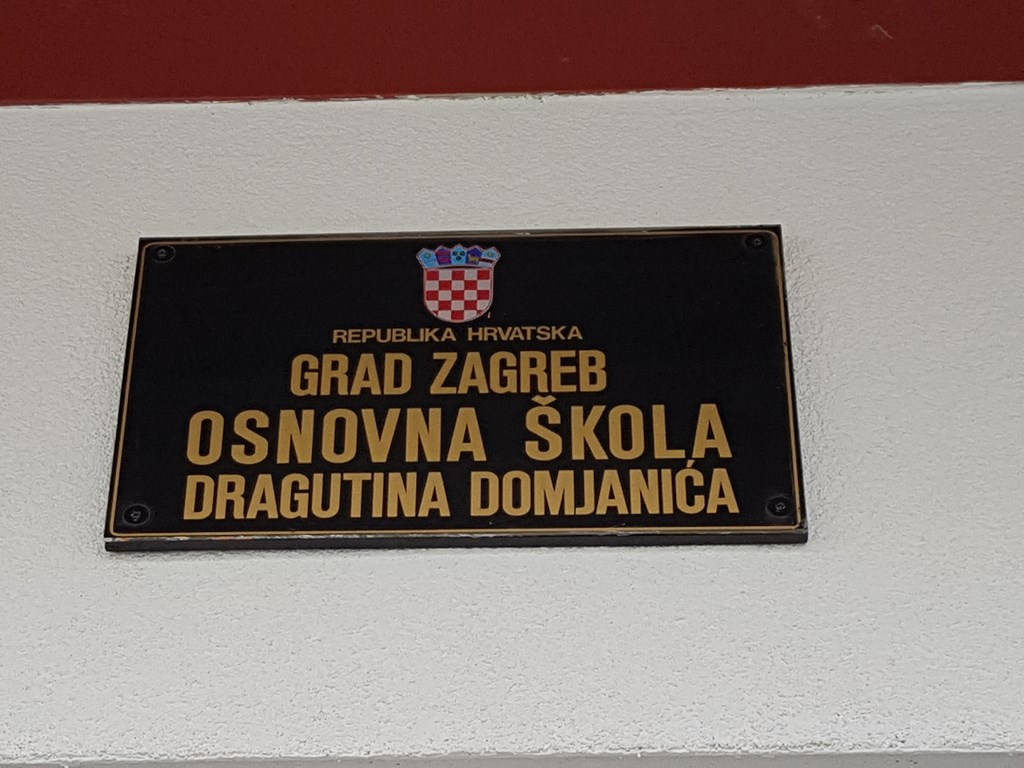 REPUBLIKA HRVATSKA
GRAD ZAGREB
OSNOVNA ŠKOLA
DRAGUTINA DOMJANIĆA